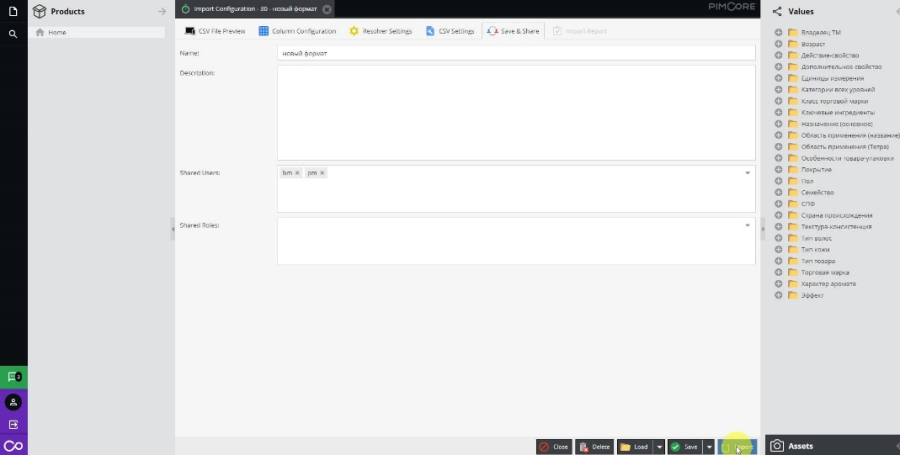 Products
Home
Import Configuration - 30 - новый формат
PIMCORE
CSV File Preview
Column Configuration
Resolver Settings
CSV Settings
Save & Share
Import Report
Name:
новый формат
Description:
Shared Users:
bm
pm
Shared Roles:
Close
Delete
Load
Save
Import
Values
Владелец ТМ
Возраст
Действие-свойство
Дополнительное свойство
Единицы измерения
Категории всех уровней
Класс торговой марки
Ключевые ингредиенты
Назначение (основное)
Область применения (название)
Область применения (Тетра)
Особенности товара-упаковки
Покрытие
Пол
Семейство
СПФ
Страна происхождения
Текстура-консистенция
Тип волос
Тип кожи
Тип товара
Торговая марка
Характер аромата
Эффект
Assets